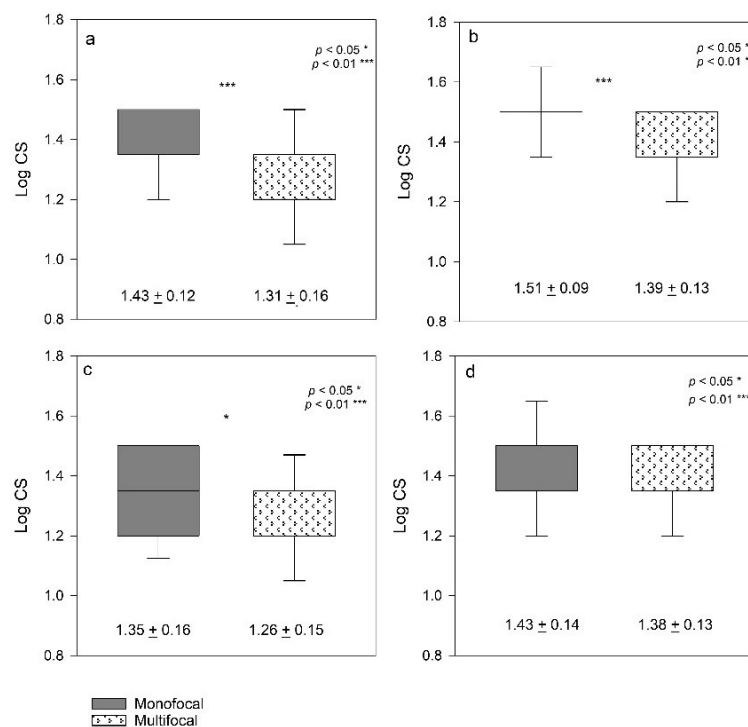 a
p < 0.05 *
p < 0.01 ***
***
Log CS
1.8
1.6
1.4
1.2
1.0
0.8
1.43 ± 0.12
1.31 ± 0.16
b
p < 0.05 *
p < 0.01 *
***
Log CS
1.8
1.6
1.4
1.2
1.0
0.8
1.51 ± 0.09
1.39 ± 0.13
c
p < 0.05 *
p < 0.01 ***
*
Log CS
1.8
1.6
1.4
1.2
1.0
0.8
1.35 ± 0.16
1.26 ± 0.15
d
p < 0.05 *
p < 0.01 ***
Log CS
1.8
1.6
1.4
1.2
1.0
0.8
1.43 ± 0.14
1.38 ± 0.13
Monofocal
Multifocal